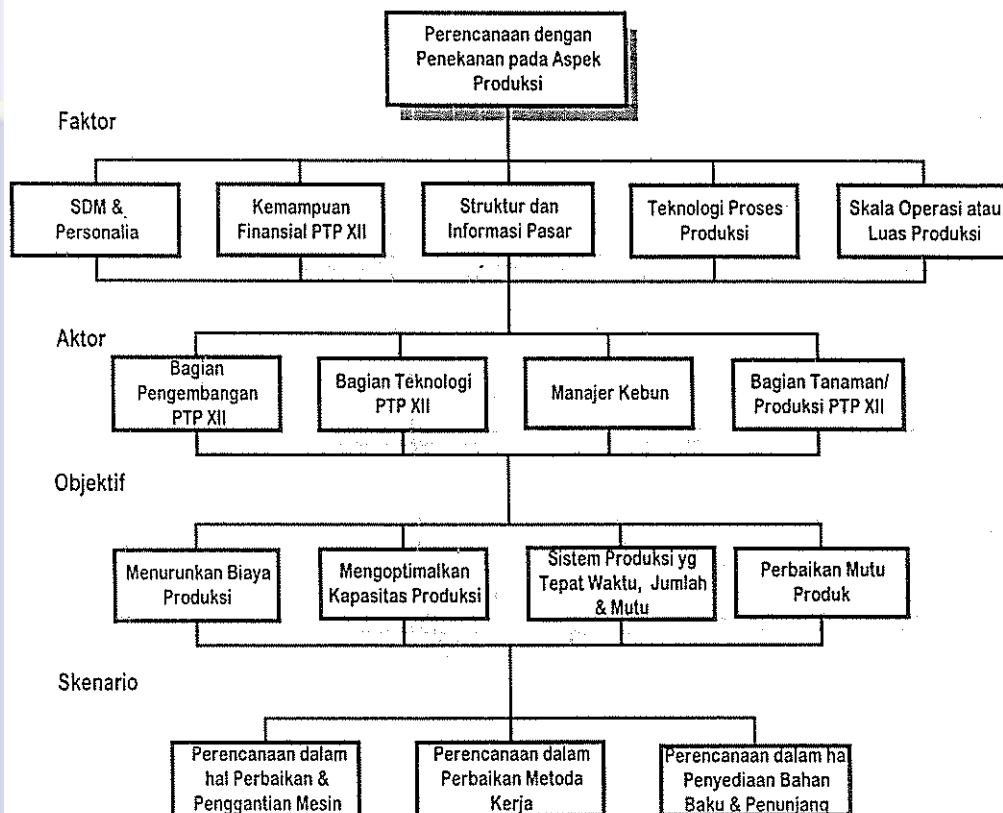 Perencanaan dengan
Penekanan pada Aspek
Produksi
Faktor
SDM &
Personalia
Kemampuan
Finansial PTP XII
Struktur dan
Informasi Pasar
Teknologi Proses
Produksi
Skala Operasi atau
Luas Produksi
Aktor
Bagian
Pengembangan
PTP XII
Bagian Teknologi
PTP XII
Manajer Kebun
Bagian Tanaman/
Produksi PTP XII
Objektif
Menurunkan Biaya
Produksi
Mengoptimalkan
Kapasitas Produksi
Sistem Produksi yg
Tepat Waktu, Jumlah
& Mutu
Perbaikan Mutu
Produk
Skenario
Perencanaan dalam
hal Perbaikan &
Penggantian Mesin
Perencanaan dalam
Perbaikan Metoda
Kerja
Perencanaan dalam ha
Penyediaan Bahan
Baku & Penunjang